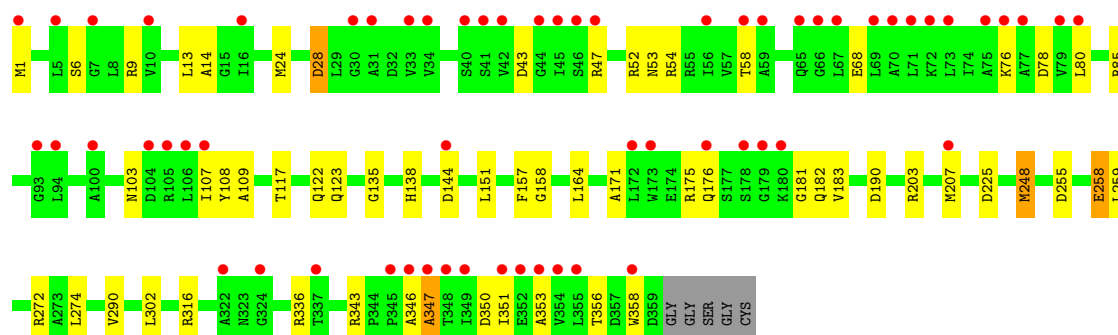 M1 L5 S6 G7 L8 R9 V10 L13 A14 G15 I16 M24 D28 L29 G30 A31 D32 V33 V34 S40 S41 V42 D43 G44 I45 S46 R47 R52 N53 R54 R55 I56 V57 T58 A59 Q65 G66 L67 E68 L69 A70 L71 K72 L73 I74 A75 K76 A77 D78 V79 L80
G93 L94 A100 N103 D104 R105 L106 I107 Y108 A109 T117 Q122 Q123 G135 H138 D144 L151 F157 G158 L164 A171 L172 W173 E174 R175 Q176 S177 S178 G179 K180 G181 Q182 V183 D190 R203 M207 D225 M248 D255 E258
R272 A273 L274 V290 L302 R316 A322 N323 G324 R336 T337 R343 P344 P345 A346 A347 T348 I349 D350 I351 E352 A353 V354 L355 T356 D357 W358 D359 GLY GLY SER GLY CYS